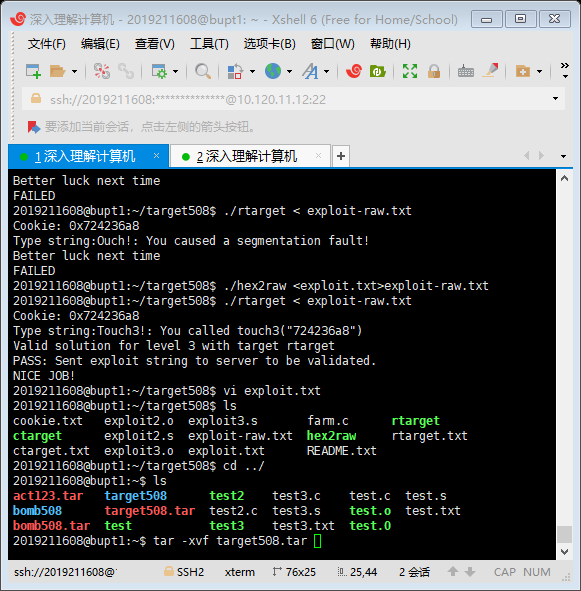 深入理解计算机 - 2019211608@bupt1: ~ - Xshell 6 (Free for Home/School)
文件(F) 编辑(E) 查看(V) 工具(T) 选项卡(B) 窗口(W) 帮助(H)
ssh://2019211608:**************@10.120.11.12:22
要添加当前会话，点击左侧的箭头按钮。
1 深入理解计算机 × 2 深入理解计算机 × +
Better luck next time
FAILED
2019211608@bupt1:~/target508$ ./rtarget < exploit-raw.txt
Cookie: 0x724236a8
Type string:Ouch!: You caused a segmentation fault!
Better luck next time
FAILED
2019211608@bupt1:~/target508$ ./hex2raw <exploit.txt>exploit-raw.txt
2019211608@bupt1:~/target508$ ./rtarget < exploit-raw.txt
Cookie: 0x724236a8
Type string:Touch3!: You called touch3("724236a8")
Valid solution for level 3 with target rtarget
PASS: Sent exploit string to server to be validated.
NICE JOB!
2019211608@bupt1:~/target508$ vi exploit.txt
2019211608@bupt1:~/target508$ ls
cookie.txt exploit2.o exploit3.s farm.c rtarget
ctarget exploit2.s exploit-raw.txt hex2raw rtarget.txt
ctarget.txt exploit3.o exploit.txt README.txt
2019211608@bupt1:~/target508$ cd ../
2019211608@bupt1:~$ ls
act123.tar target508 test2 test3.c test.c test.s
bomb508 target508.tar test2.c test3.s test.o test.txt
bomb508.tar test test3 test3.txt test.O
2019211608@bupt1:~$ tar -xvf target508.tar
ssh://2019211608@ SSH2 xterm 76x25 25,44 2 会话 CAP NUM